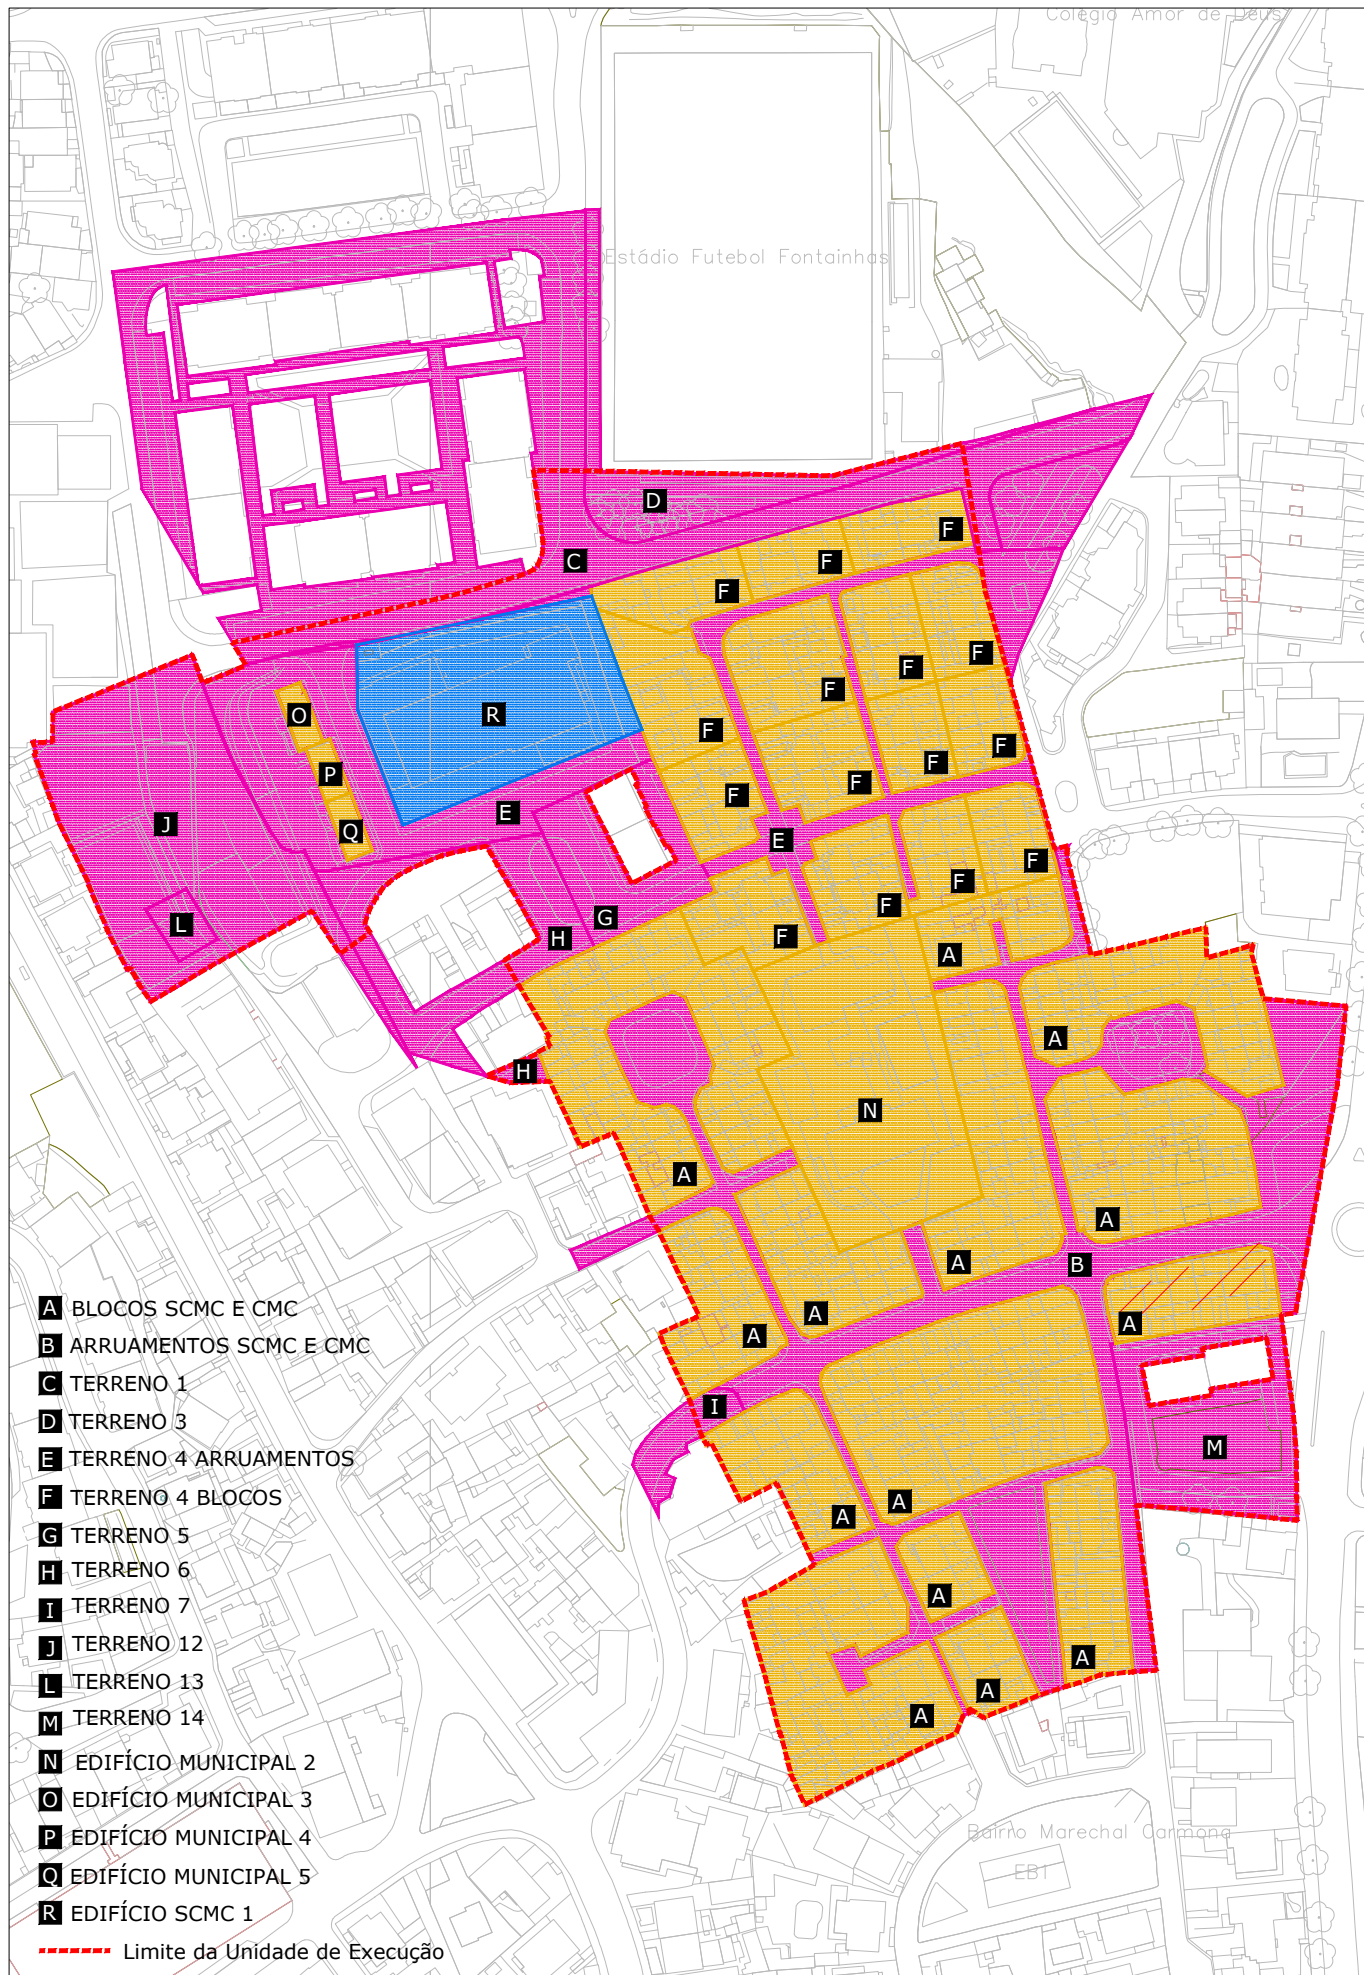 Colégio Amor de Deus
Estádio Futebol Fontainhas
D
F
C
F
F
F
F
F
O
R
F
F
P
F
F
F
J
E
Q
E
F
F
L
G
H
F
F
A
A
H
N
A
A
B
A
A
A
A
I
M
A
A
A
A
A
A
A BLOCOS SCMC E CMC
B ARRUAMENTOS SCMC E CMC
C TERRENO 1
D TERRENO 3
E TERRENO 4 ARRUAMENTOS
F TERRENO 4 BLOCOS
G TERRENO 5
H TERRENO 6
I TERRENO 7
J TERRENO 12
L TERRENO 13
M TERRENO 14
N EDIFÍCIO MUNICIPAL 2
O EDIFÍCIO MUNICIPAL 3
P EDIFÍCIO MUNICIPAL 4
Q EDIFÍCIO MUNICIPAL 5
R EDIFÍCIO SCMC 1
Limite da Unidade de Execução
Bairro Marechal Carmona
EB1